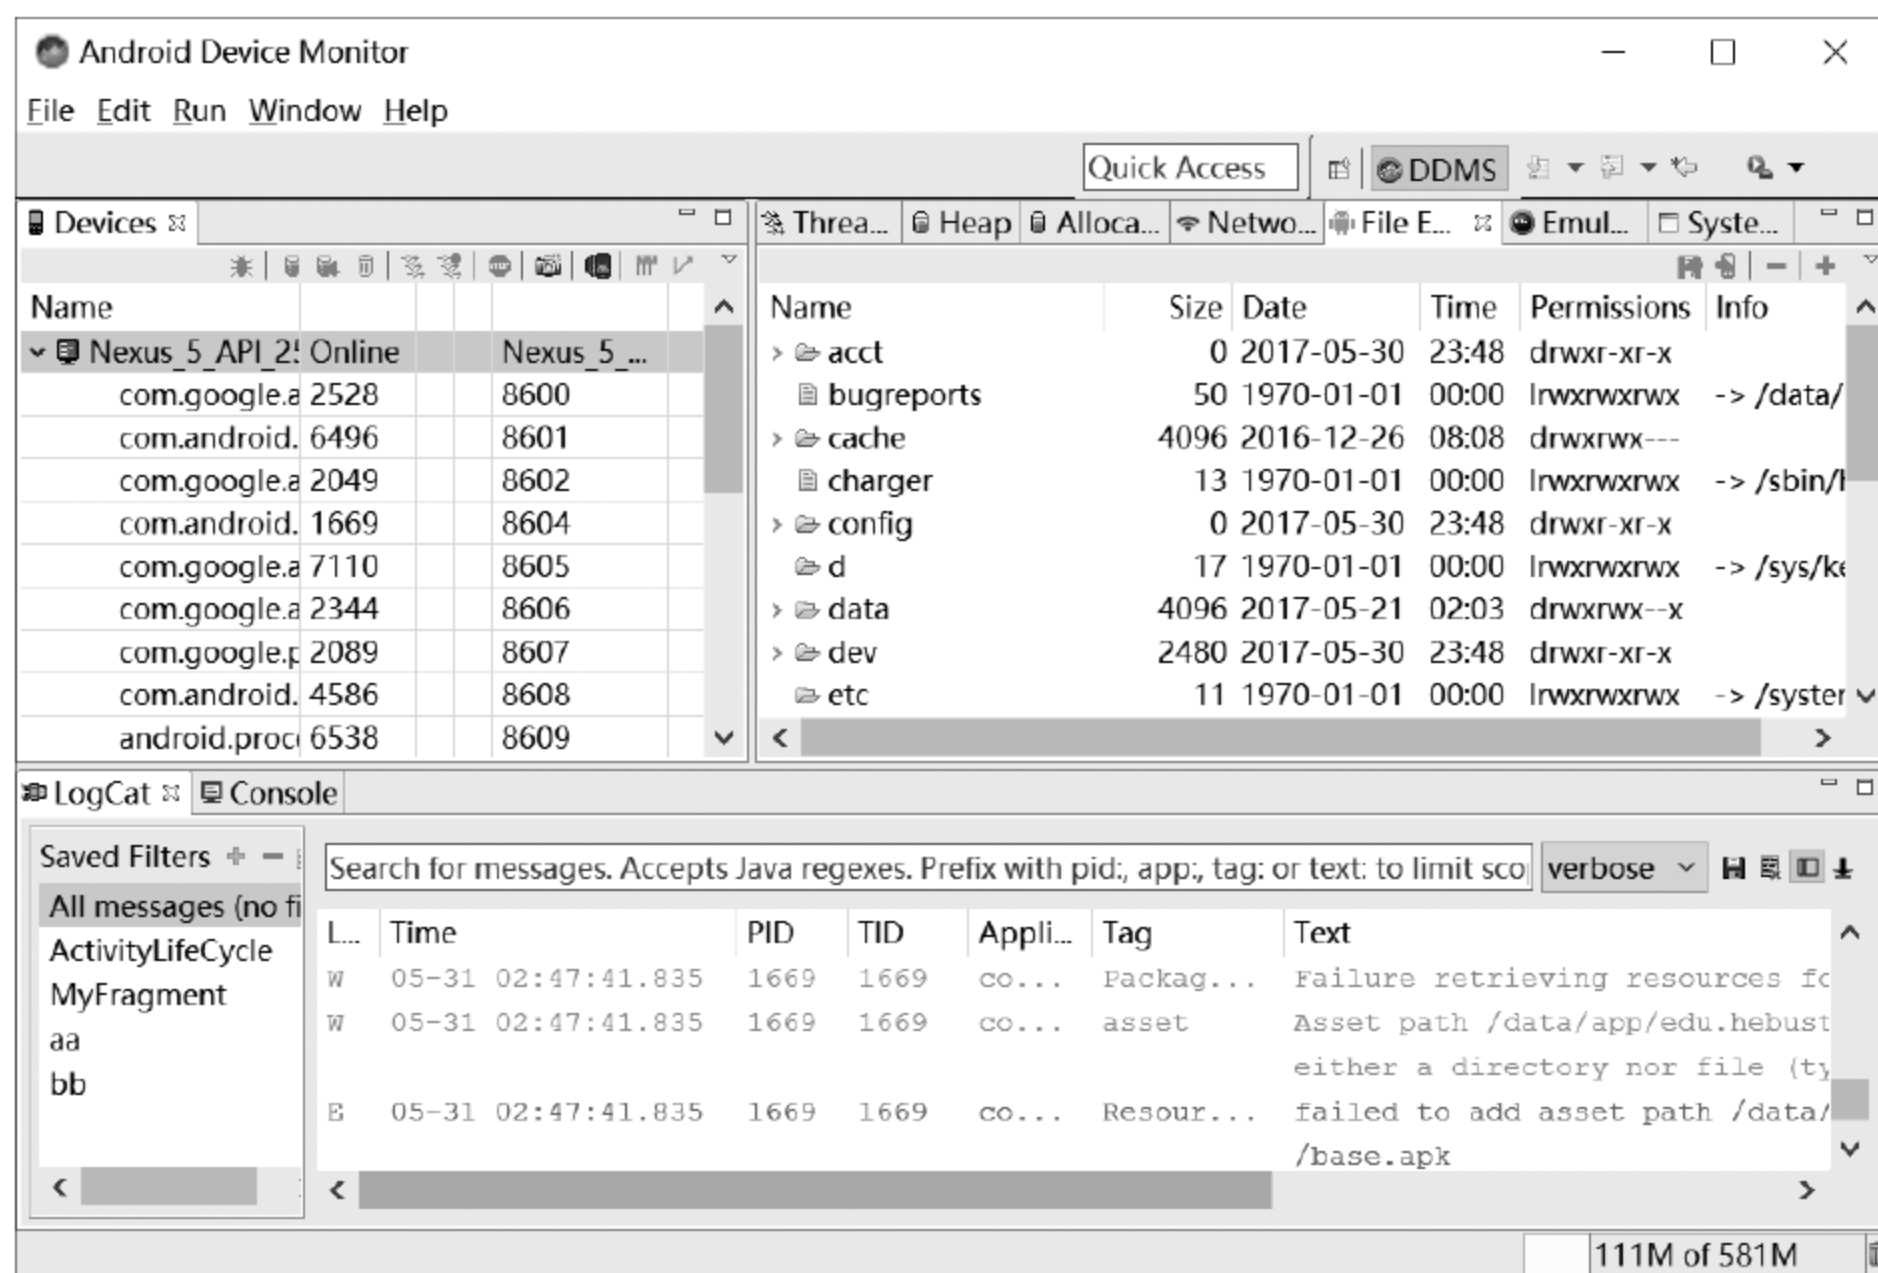 Android Device Monitor
File Edit Run Window Help
Quick Access DDMS
Devices
Name
Nexus_5_API_25 Online Nexus_5_...
com.google.a 2528 8600
com.android. 6496 8601
com.google.a 2049 8602
com.android. 1669 8604
com.google.a 7110 8605
com.google.a 2344 8606
com.google.p 2089 8607
com.android. 4586 8608
android.proc 6538 8609
Threa... Heap Alloca... Netwo... File E... Emul... Syste...
Name Size Date Time Permissions Info
acct 0 2017-05-30 23:48 drwxr-xr-x
bugreports 50 1970-01-01 00:00 lrwxrwxrwx -> /data/
cache 4096 2016-12-26 08:08 drwxrwx---
charger 13 1970-01-01 00:00 lrwxrwxrwx -> /sbin/h
config 0 2017-05-30 23:48 drwxr-xr-x
d 17 1970-01-01 00:00 lrwxrwxrwx -> /sys/ke
data 4096 2017-05-21 02:03 drwxrwx--x
dev 2480 2017-05-30 23:48 drwxr-xr-x
etc 11 1970-01-01 00:00 lrwxrwxrwx -> /system
LogCat Console
Saved Filters
All messages (no fi
ActivityLifeCycle
MyFragment
aa
bb
Search for messages. Accepts Java regexes. Prefix with pid:, app:, tag: or text: to limit sco verbose
L... Time PID TID Appli... Tag Text
W 05-31 02:47:41.835 1669 1669 co... Packag... Failure retrieving resources fo
W 05-31 02:47:41.835 1669 1669 co... asset Asset path /data/app/edu.hebust
either a directory nor file (ty
E 05-31 02:47:41.835 1669 1669 co... Resour... failed to add asset path /data/
/base.apk
111M of 581M